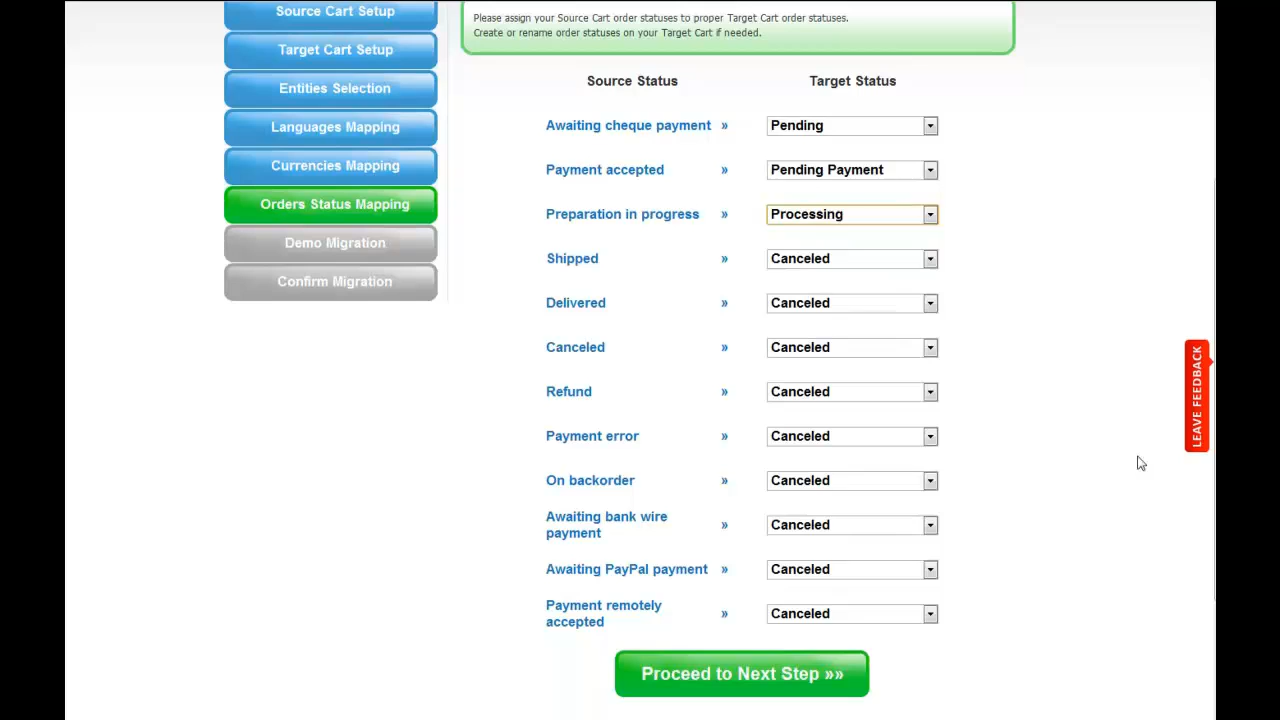 Source Cart Setup
Target Cart Setup
Entities Selection
Languages Mapping
Currencies Mapping
Orders Status Mapping
Demo Migration
Confirm Migration
Please assign your Source Cart order statuses to proper Target Cart order statuses.
Create or rename order statuses on your Target Cart if needed.
Source Status Target Status
Awaiting cheque payment » Pending
Payment accepted » Pending Payment
Preparation in progress » Processing
Shipped » Canceled
Delivered » Canceled
Canceled » Canceled
Refund » Canceled
Payment error » Canceled
On backorder » Canceled
Awaiting bank wire
payment » Canceled
Awaiting PayPal payment » Canceled
Payment remotely
accepted » Canceled
Proceed to Next Step »»
LEAVE FEEDBACK